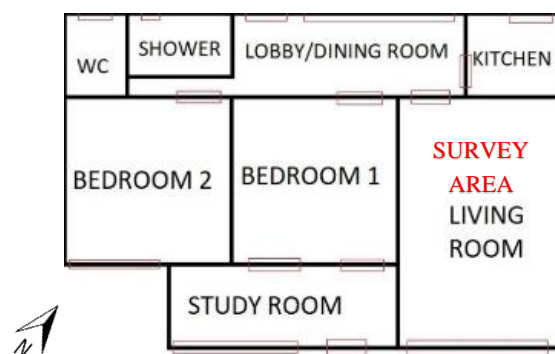 WC
SHOWER
LOBBY/DINING ROOM
KITCHEN
BEDROOM 2
BEDROOM 1
SURVEY
AREA
LIVING
ROOM
STUDY ROOM
N